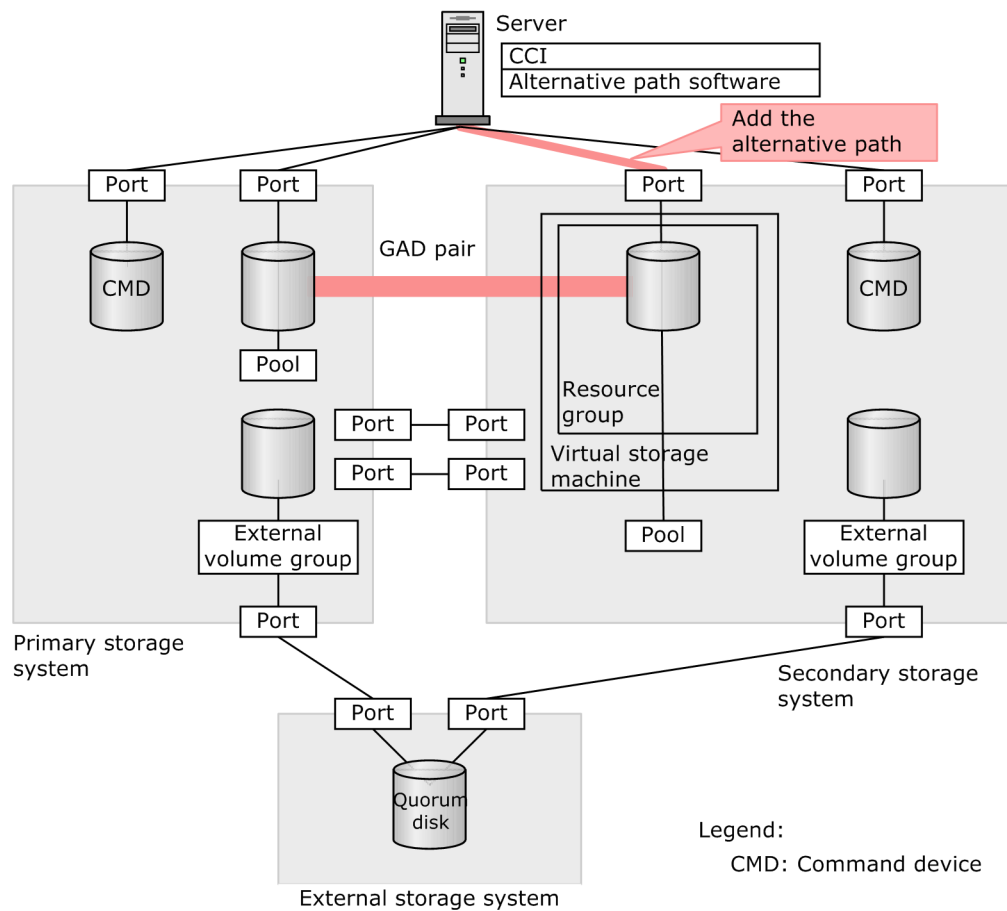 Server
CCI
Alternative path software
Add the
alternative path
Port
Port
Port
Port
GAD pair
CMD
CMD
Pool
Resource
group
Port
Port
Virtual storage
machine
Port
Port
Pool
External
volume group
External
volume group
Port
Port
Primary storage
system
Secondary storage
system
Port
Port
Quorum
disk
Legend:
CMD: Command device
External storage system